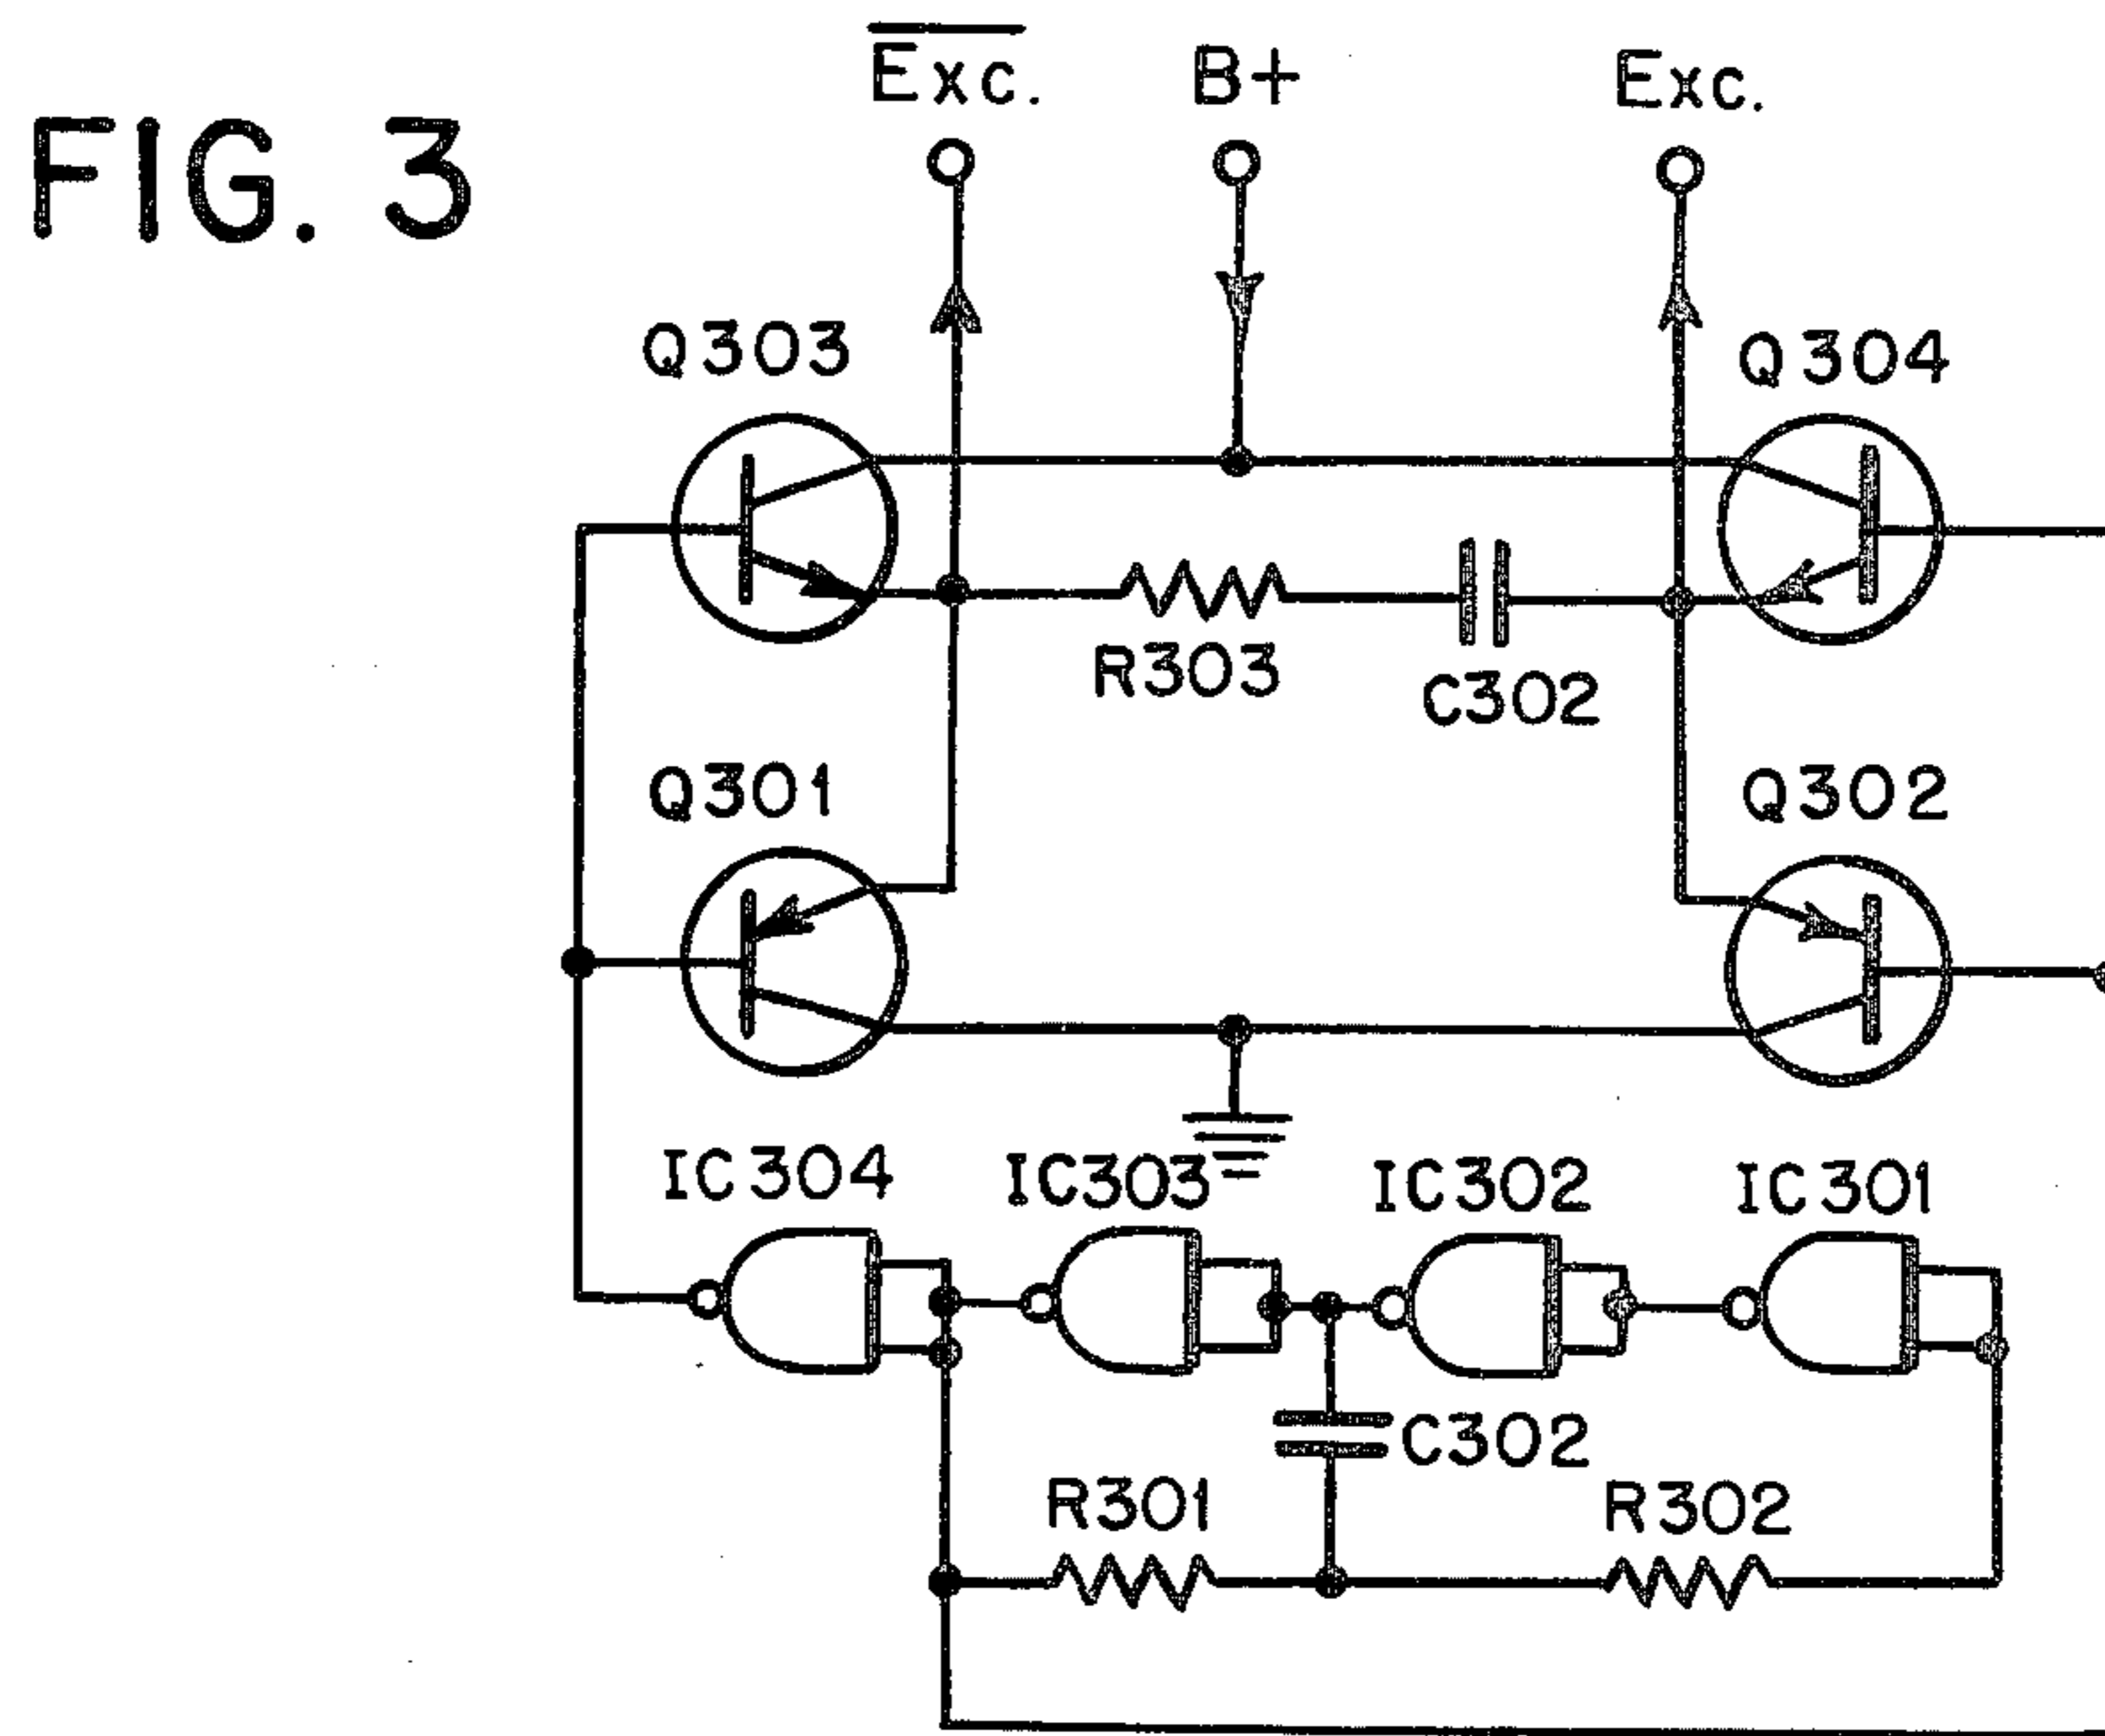 Exc. B+ Exc.
FIG. 3
Q303 Q304
R303 C302
Q301 Q302
IC304 IC303 IC302 IC301
C302
R301 R302